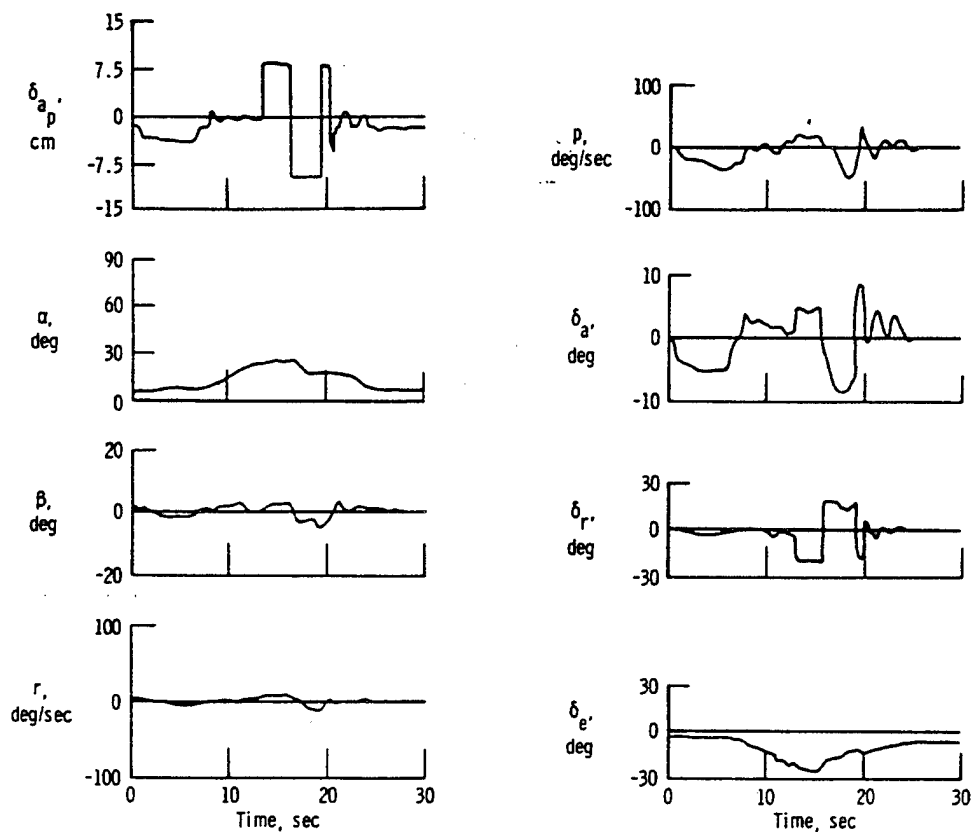 15
7.5
δap,
cm
0
-7.5
-15
90
60
α,
deg
30
0
20
β,
deg
0
-20
100
r,
deg/sec
0
-100
0 10 20 30
Time, sec
100
p,
deg/sec
0
-100
10
δa,
deg
0
-10
30
δr,
deg
0
-30
30
δe,
deg
0
-30
0 10 20 30
Time, sec